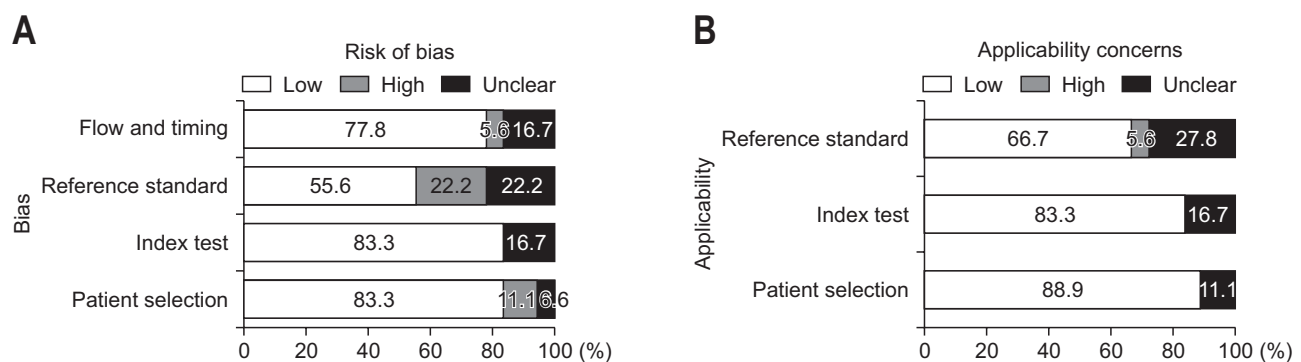 A
Risk of bias
Low High Unclear
Flow and timing 77.8 5.6 16.7
Reference standard 55.6 22.2 22.2
Index test 83.3 16.7
Patient selection 83.3 11.1 6.6
Bias
0 20 40 60 80 100 (%)
B
Applicability concerns
Low High Unclear
Reference standard 66.7 5.6 27.8
Index test 83.3 16.7
Patient selection 88.9 11.1
Applicability
0 20 40 60 80 100 (%)